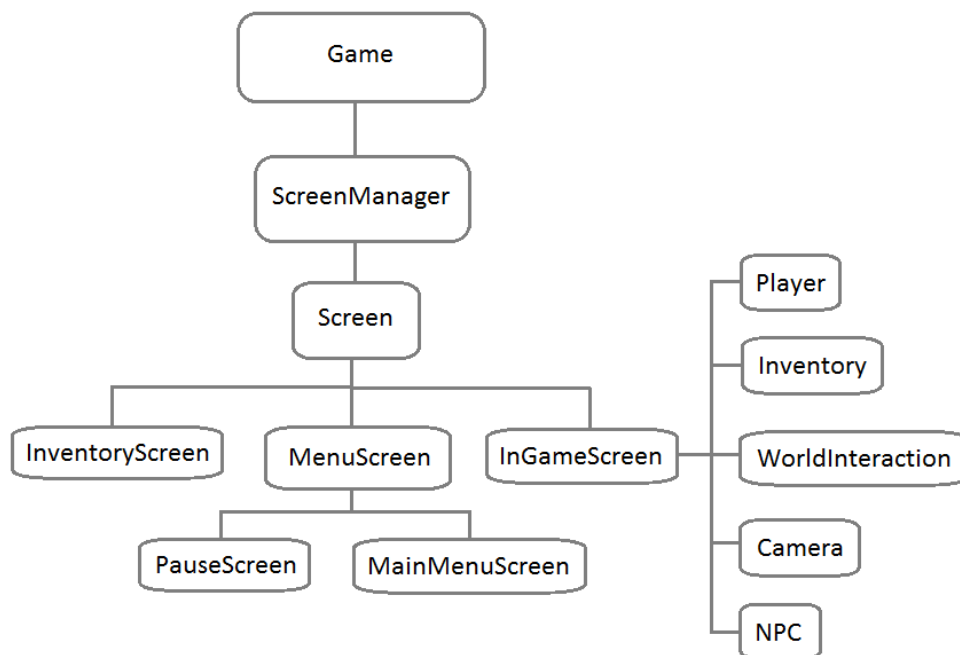 Game
ScreenManager
Screen
InventoryScreen
MenuScreen
InGameScreen
PauseScreen
MainMenuScreen
Player
Inventory
WorldInteraction
Camera
NPC